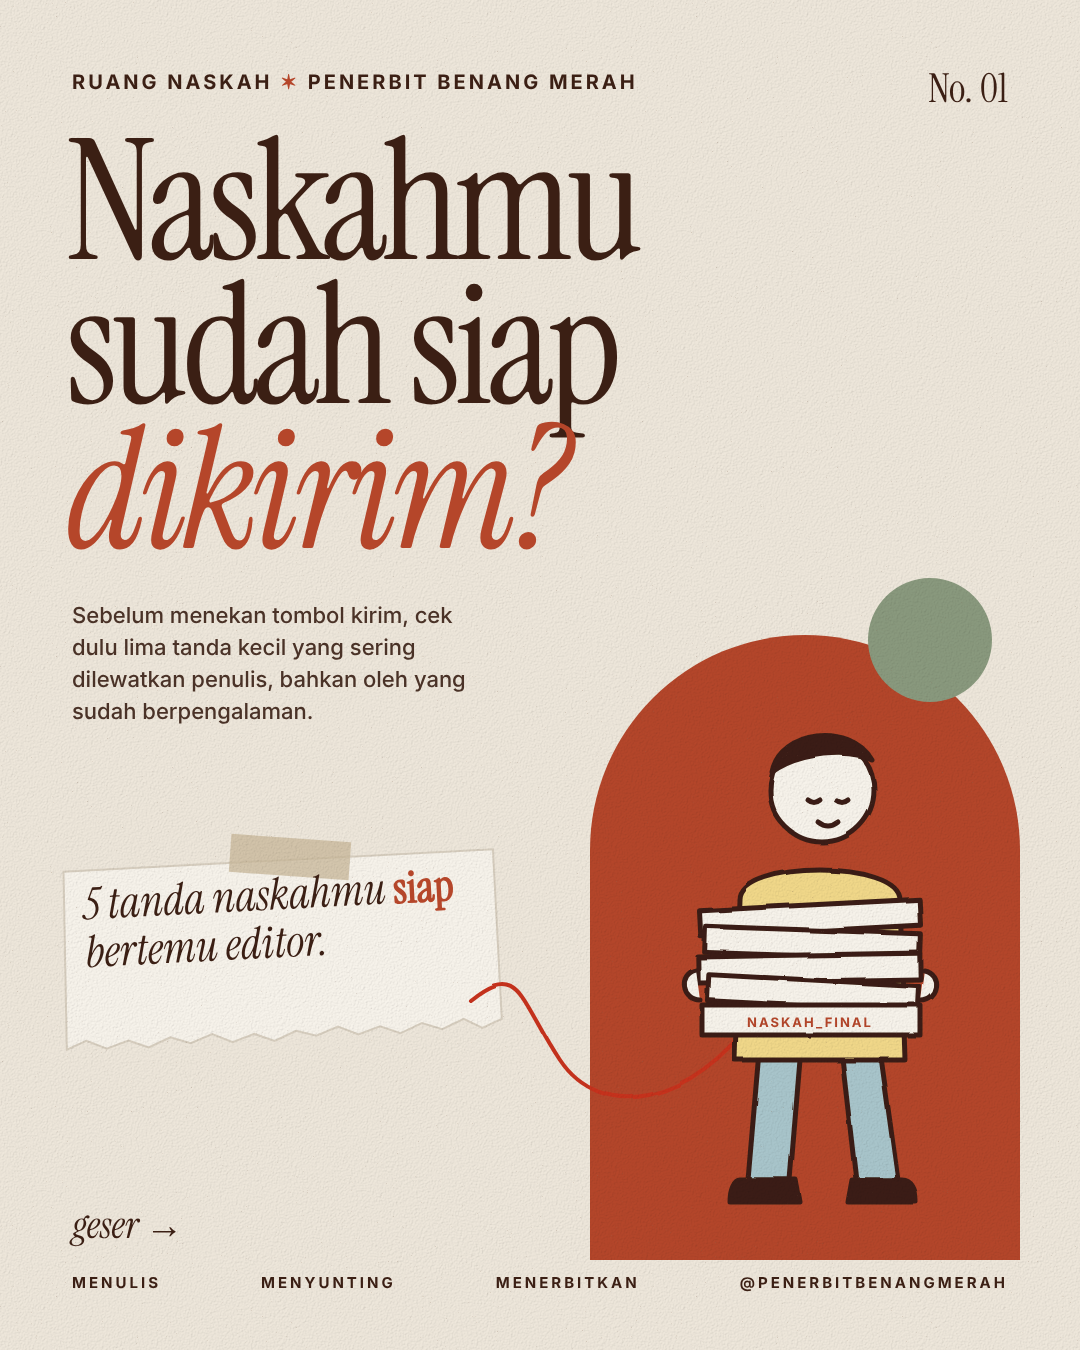 RUANG NASKAH ✶ PENERBIT BENANG MERAH
No. 01
Naskahmu
sudah siap
dikirim?
Sebelum menekan tombol kirim, cek
dulu lima tanda kecil yang sering
dilewatkan penulis, bahkan oleh yang
sudah berpengalaman.
5 tanda naskahmu siap
bertemu editor.
NASKAH_FINAL
geser →
MENULIS MENYUNTING MENERBITKAN @PENERBITBENANGMERAH